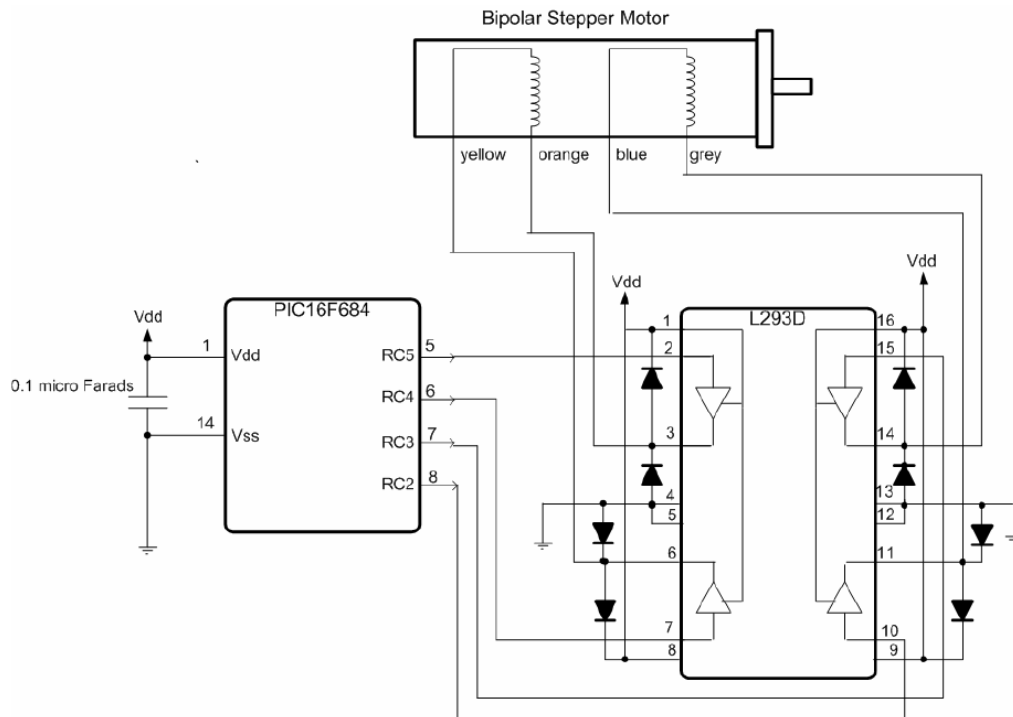 Bipolar Stepper Motor
yellow orange blue grey
Vdd
Vdd
Vdd
PIC16F684
L293D
0.1 micro Farads
1 Vdd
14 Vss
RC5 5
RC4 6
RC3 7
RC2 8
1 16
2 15
3 14
4 13
5 12
6 11
7 10
8 9